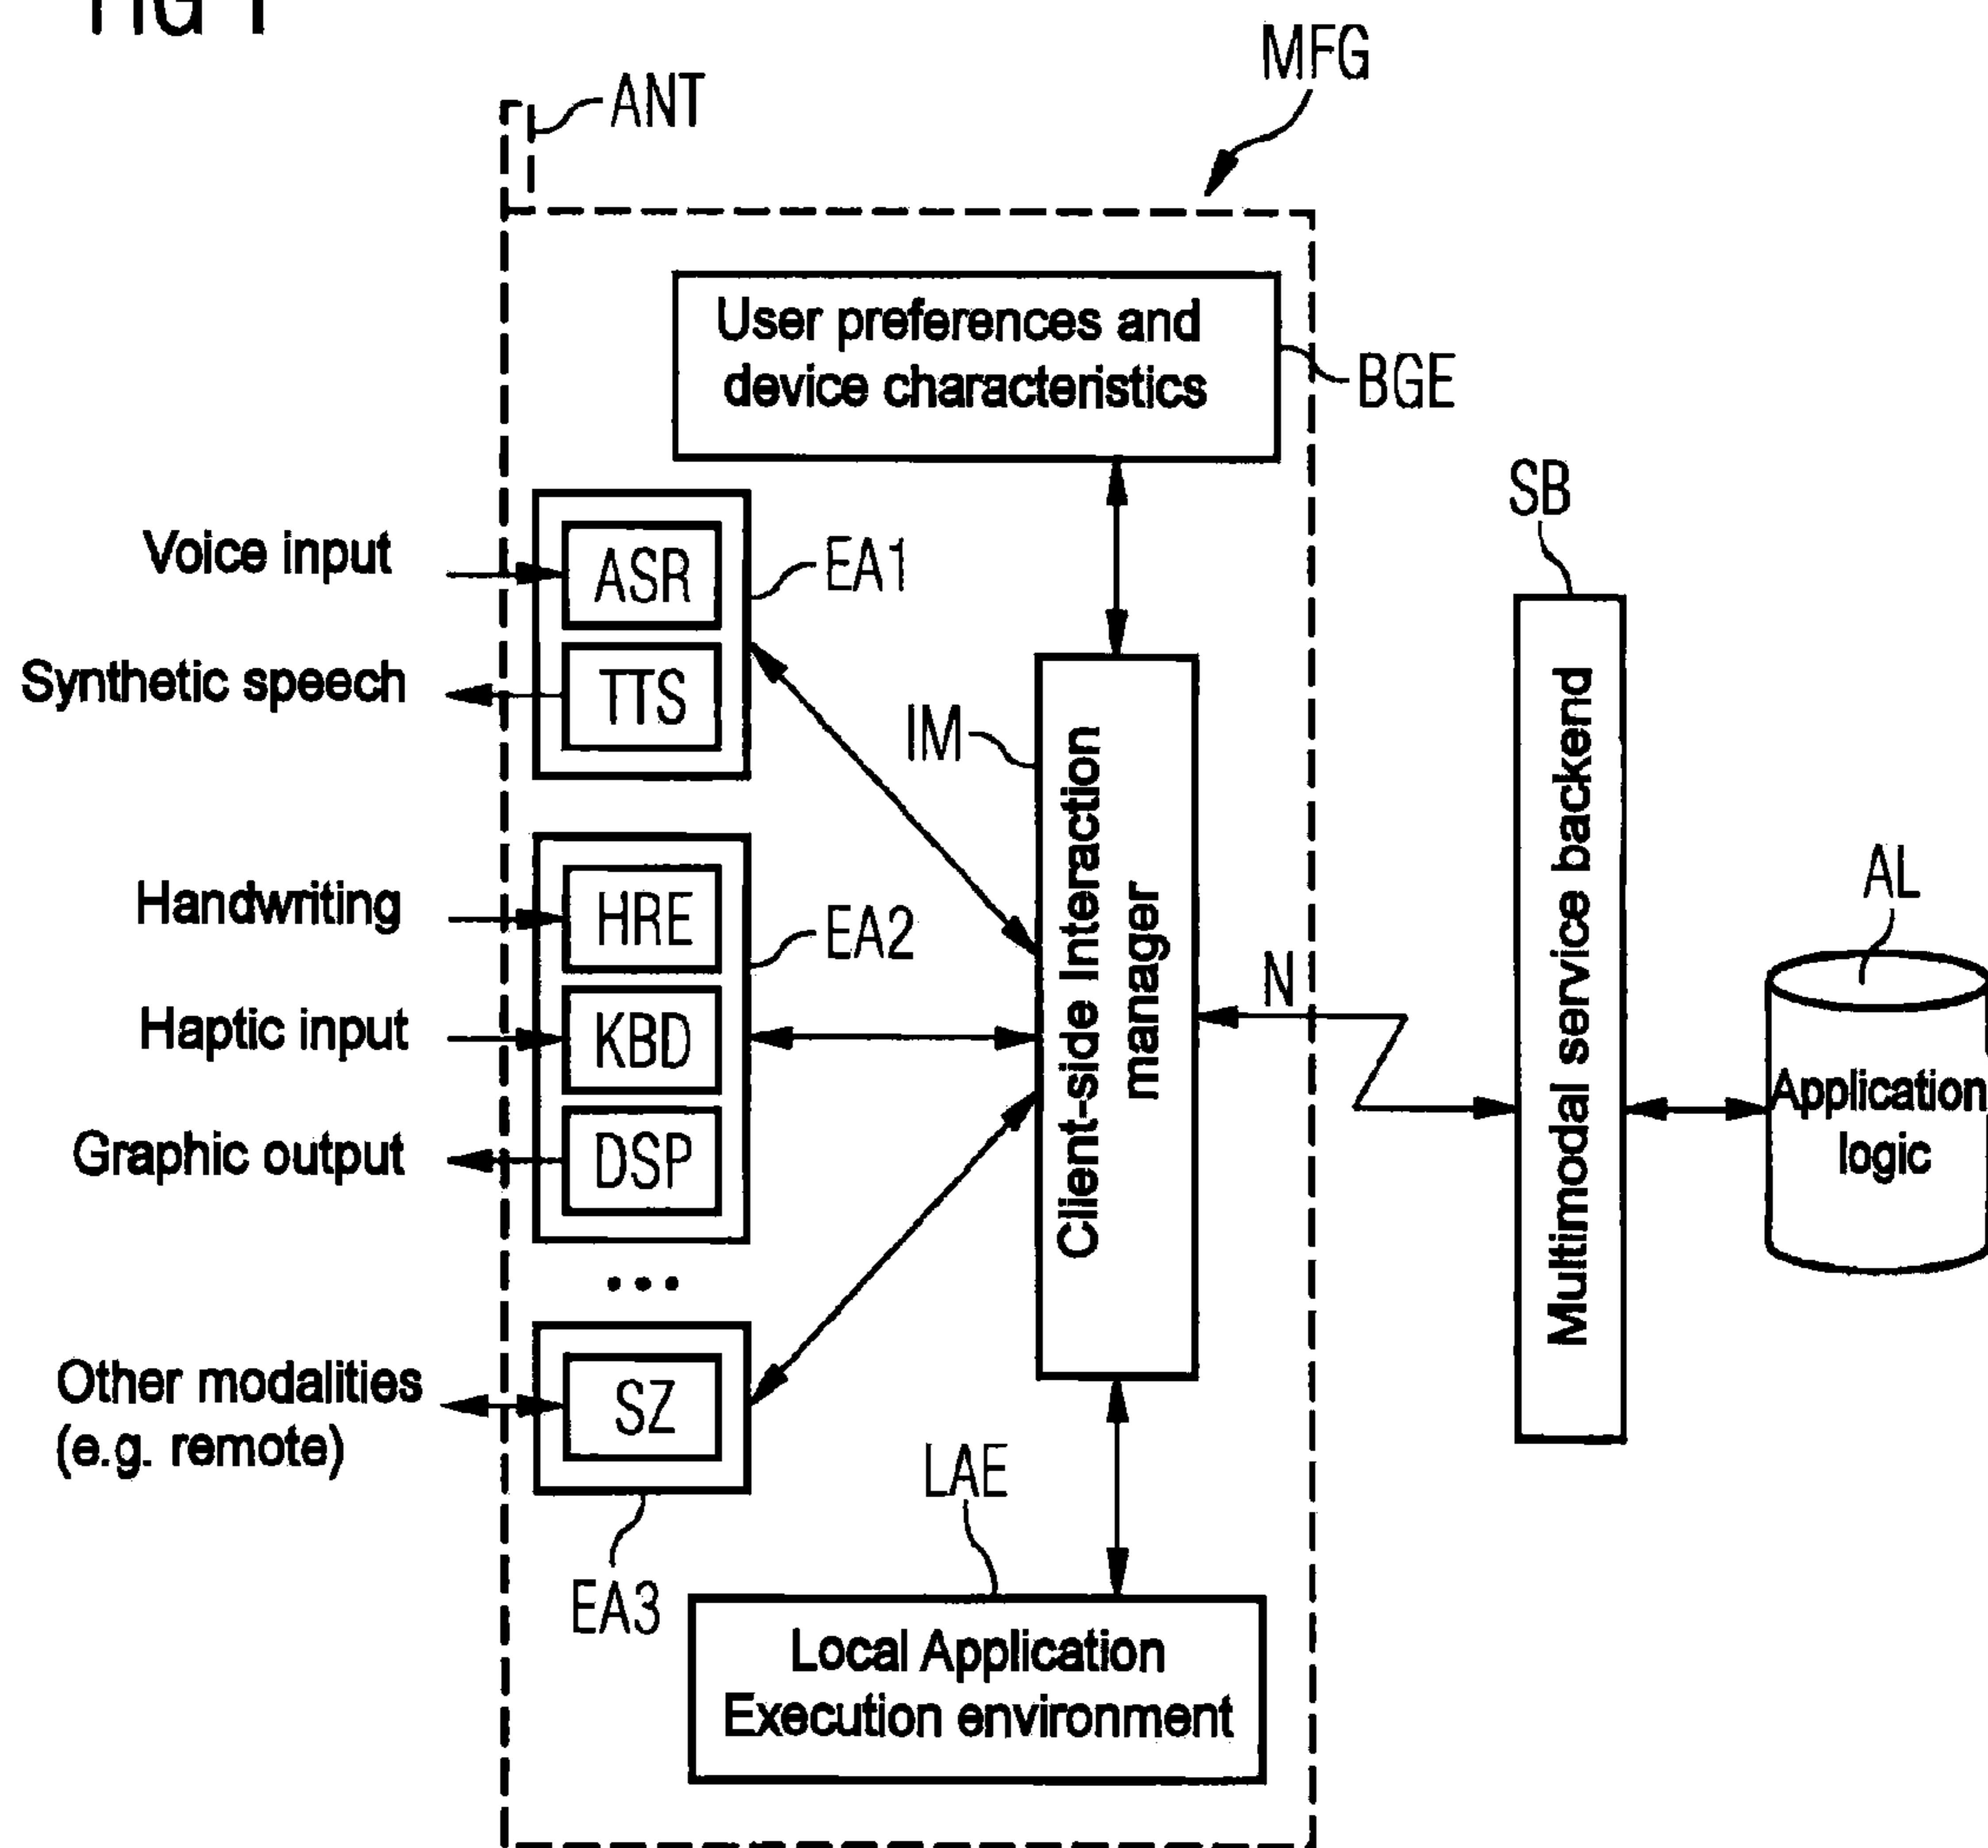 FIG 1
MFG
ANT
User preferences and
device characteristics
BGE
SB
Voice input
ASR
EA1
Synthetic speech
TTS
IM
Client-side Interaction
manager
Multimodal service backend
Handwriting
HRE
EA2
AL
N
Haptic input
KBD
Application
logic
Graphic output
DSP
...
Other modalities
(e.g. remote)
SZ
LAE
EA3
Local Application
Execution environment